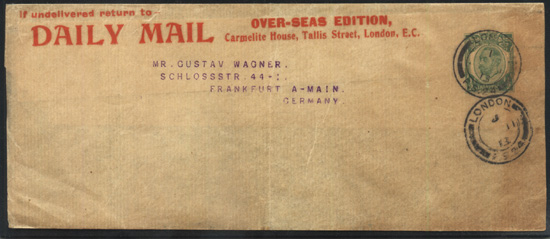 If undelivered return to—
DAILY MAIL
OVER-SEAS EDITION,
Carmelite House, Tallis Street, London, E.C.
MR. GUSTAV WAGNER.
SCHLOSSSTR. 44-I.
FRANKFURT A-MAIN.
GERMANY.
LONDON
LONDON